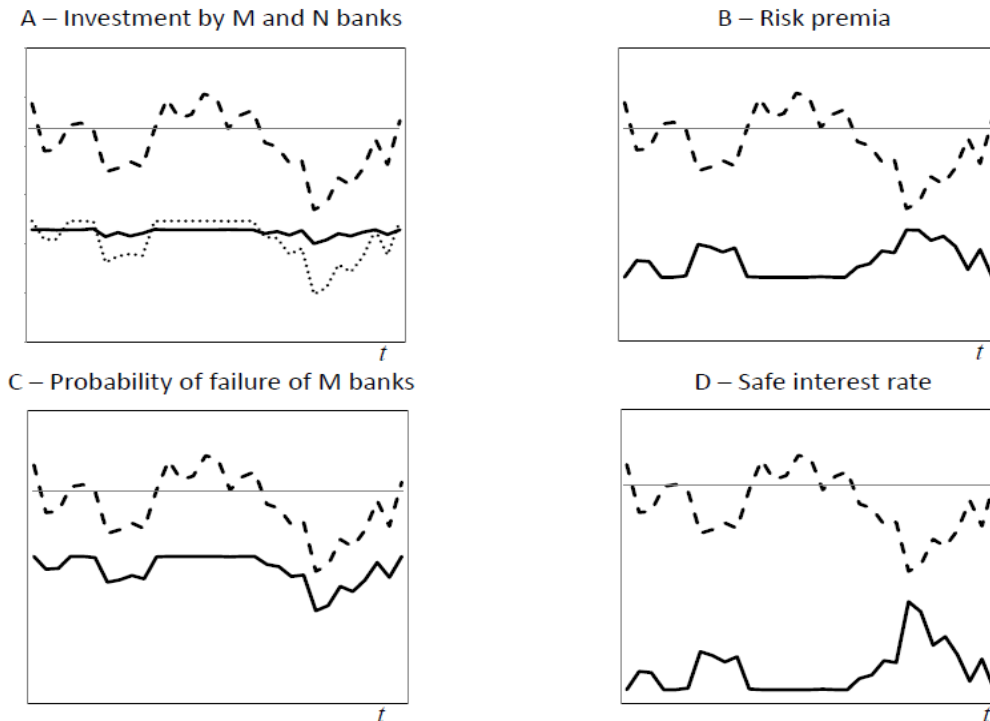 A – Investment by M and N banks
B – Risk premia
t
t
C – Probability of failure of M banks
D – Safe interest rate
t
t